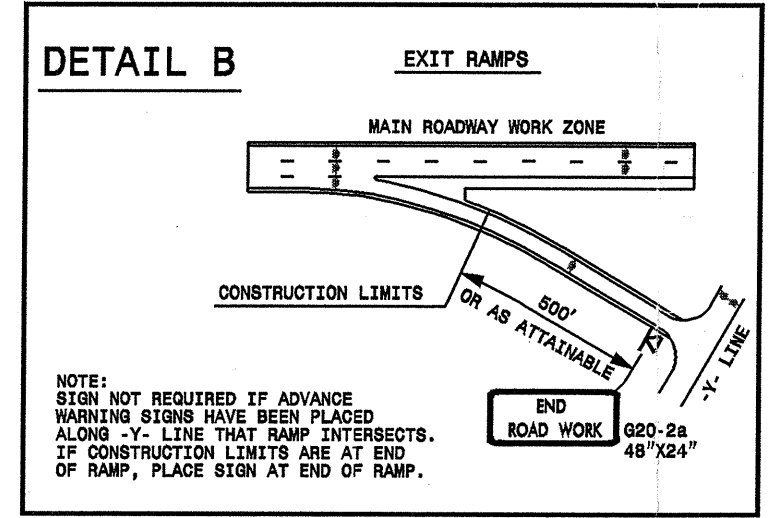 DETAIL B
EXIT RAMPS
MAIN ROADWAY WORK ZONE
CONSTRUCTION LIMITS
500'
OR AS ATTAINABLE
-Y- LINE
NOTE:
SIGN NOT REQUIRED IF ADVANCE
WARNING SIGNS HAVE BEEN PLACED
ALONG -Y- LINE THAT RAMP INTERSECTS.
IF CONSTRUCTION LIMITS ARE AT END
OF RAMP, PLACE SIGN AT END OF RAMP.
END
ROAD WORK
G20-2a
48"X24"